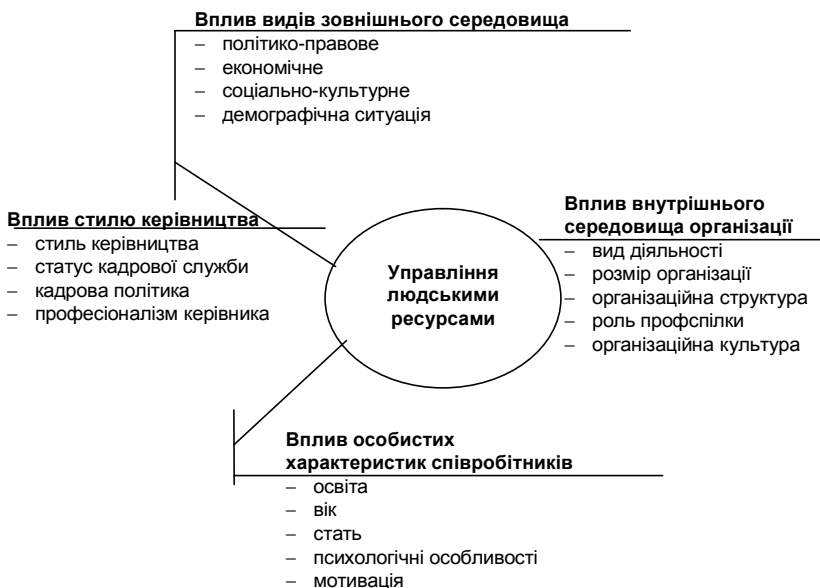 Вплив видів зовнішнього середовища
– політико-правове
– економічне
– соціально-культурне
– демографічна ситуація
Вплив стилю керівництва
– стиль керівництва
– статус кадрової служби
– кадрова політика
– професіоналізм керівника
Управління
людськими
ресурсами
Вплив внутрішнього
середовища організації
– вид діяльності
– розмір організації
– організаційна структура
– роль профспілки
– організаційна культура
Вплив особистих
характеристик співробітників
– освіта
– вік
– стать
– психологічні особливості
– мотивація